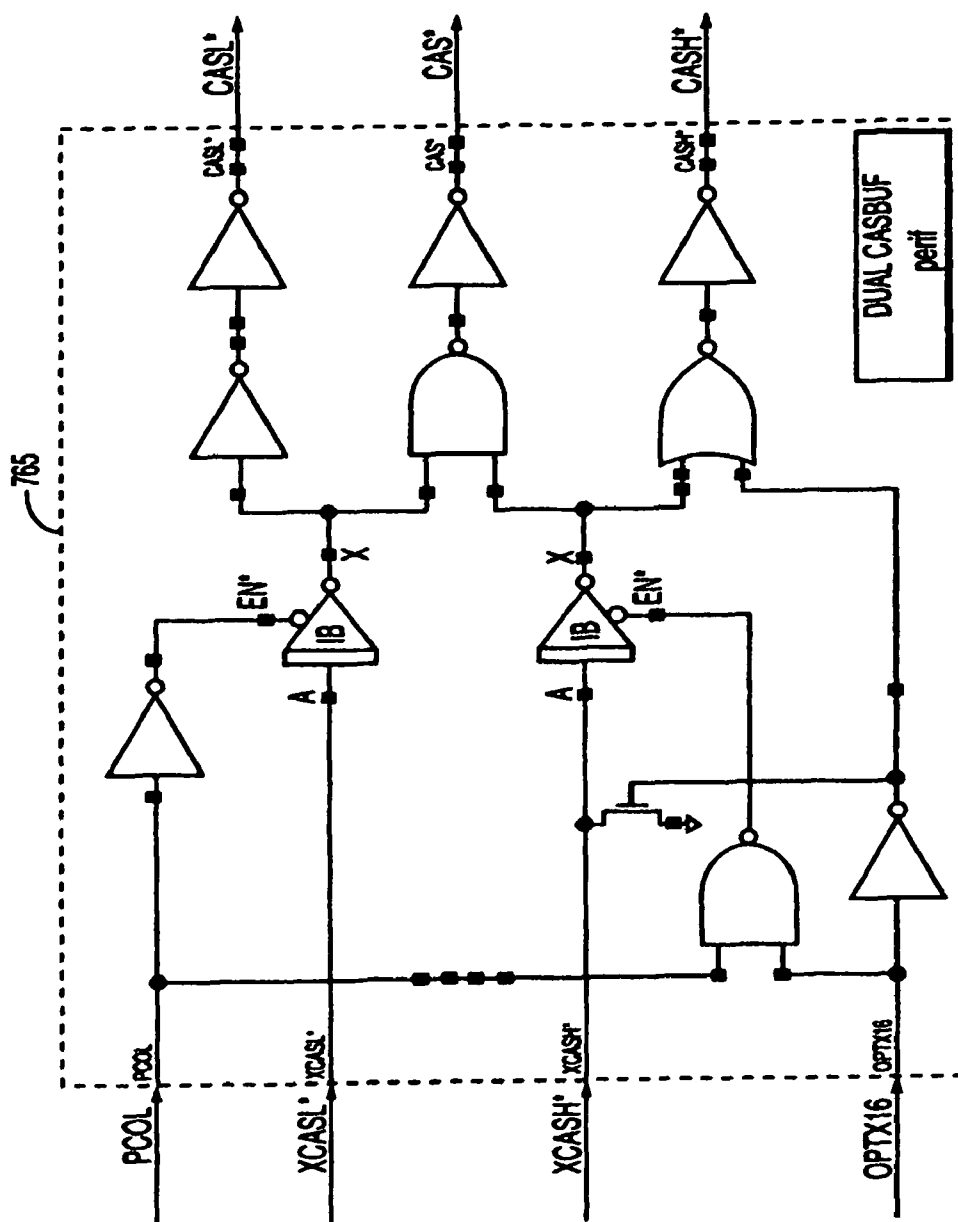 765
PCOL
PCOL
EN*
XCASL*
XCASL*
A
IB
X
CASL*
CASL*
CAS*
CAS*
XCASH*
XCASH*
A
IB
X
EN*
CASH*
CASH*
OPTX16
OPTX16
DUAL CASBUF
perif